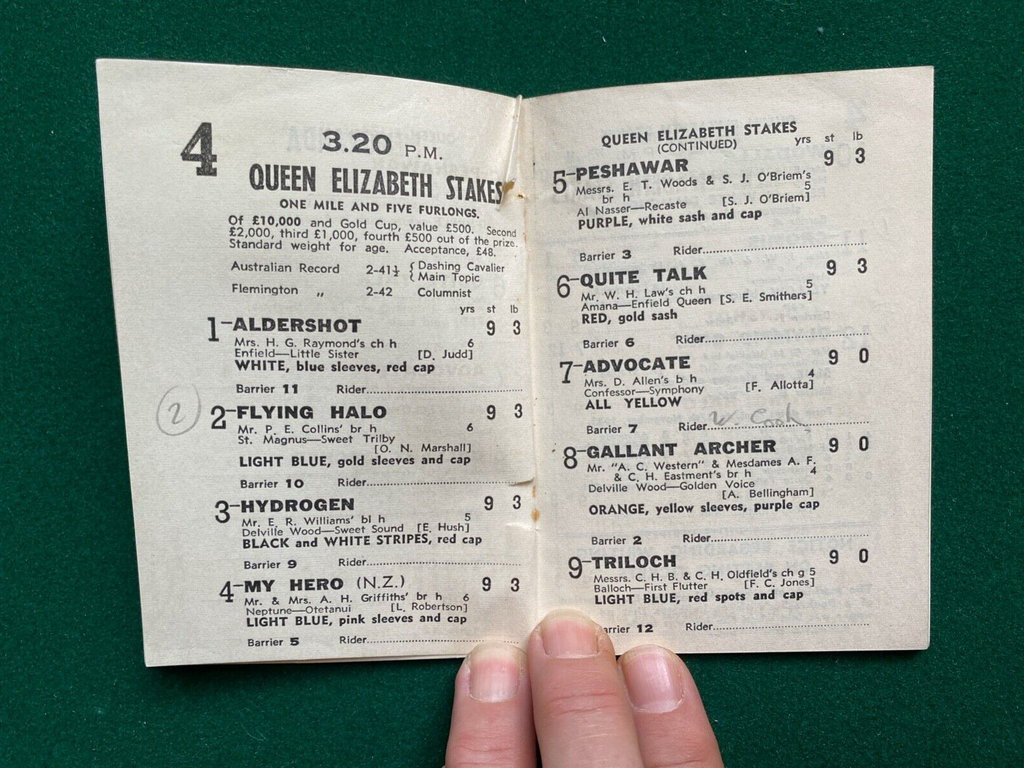 4
3.20 P.M.
QUEEN ELIZABETH STAKES
ONE MILE AND FIVE FURLONGS.
Of £10,000 and Gold Cup, value £500. Second
£2,000, third £1,000, fourth £500 out of the prize.
Standard weight for age. Acceptance, £48.
Australian Record 2-41½ { Dashing Cavalier
Main Topic
Flemington „ 2-42 Columnist
yrs st lb
1—ALDERSHOT 9 3
Mrs. H. G. Raymond's ch h 6
Enfield—Little Sister [D. Judd]
WHITE, blue sleeves, red cap
Barrier 11 Rider
2
2—FLYING HALO 9 3
Mr. P. E. Collins' br h 6
St. Magnus—Sweet Trilby
[O. N. Marshall]
LIGHT BLUE, gold sleeves and cap
Barrier 10 Rider
3—HYDROGEN 9 3
Mr. E. R. Williams' bl h 5
Delville Wood—Sweet Sound [E. Hush]
BLACK and WHITE STRIPES, red cap
Barrier 9 Rider
4—MY HERO (N.Z.) 9 3
Mr. & Mrs. A. H. Griffiths' br h 6
Neptune—Otetanui [L. Robertson]
LIGHT BLUE, pink sleeves and cap
Barrier 5 Rider
QUEEN ELIZABETH STAKES
(CONTINUED)
yrs st lb
5—PESHAWAR 9 3
Messrs. E. T. Woods & S. J. O'Briem's
br h 5
Al Nasser—Recaste [S. J. O'Briem]
PURPLE, white sash and cap
Barrier 3 Rider
6—QUITE TALK 9 3
Mr. W. H. Law's ch h 5
Amana—Enfield Queen [S. E. Smithers]
RED, gold sash
Barrier 6 Rider
7—ADVOCATE 9 0
Mrs. D. Allen's b h 4
Confessor—Symphony [F. Allotta]
ALL YELLOW
Barrier 7 Rider W. Cook
8—GALLANT ARCHER 9 0
Mr. "A. C. Western" & Mesdames A. F.
& C. H. Eastment's br h 4
Delville Wood—Golden Voice
[A. Bellingham]
ORANGE, yellow sleeves, purple cap
Barrier 2 Rider
9—TRILOCH 9 0
Messrs. C. H. B. & C. H. Oldfield's ch g 5
Balloch—First Flutter [F. C. Jones]
LIGHT BLUE, red spots and cap
arrier 12 Rider